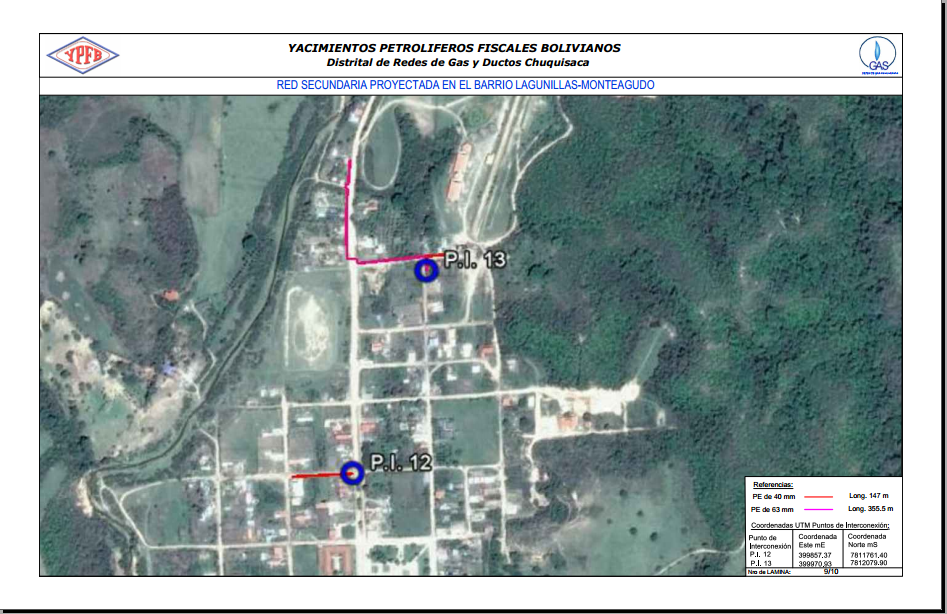 YPFB
YACIMIENTOS PETROLIFEROS FISCALES BOLIVIANOS
Distrital de Redes de Gas y Ductos Chuquisaca
GAS
RED SECUNDARIA PROYECTADA EN EL BARRIO LAGUNILLAS-MONTEAGUDO
P.I. 13
P.I. 12
Referencias:
PE de 40 mm Long. 147 m
PE de 63 mm Long. 355.5 m
Coordenadas UTM Puntos de Interconexión;
Punto de Interconexión Coordenada Este mE Coordenada Norte mS
P.I. 12 399857,37 7811761,40
P.I. 13 399970,93 7812079.90
Nro de LAMINA: 9/10